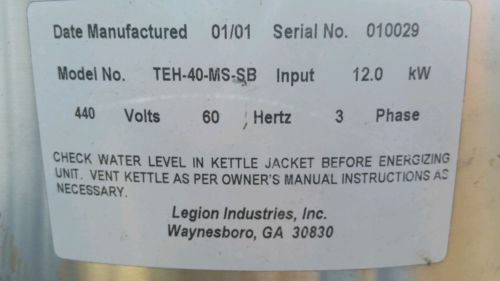 Date Manufactured 01/01 Serial No. 010029
Model No. TEH-40-MS-SB Input 12.0 kW
440 Volts 60 Hertz 3 Phase
CHECK WATER LEVEL IN KETTLE JACKET BEFORE ENERGIZING
UNIT. VENT KETTLE AS PER OWNER'S MANUAL INSTRUCTIONS AS
NECESSARY.
Legion Industries, Inc.
Waynesboro, GA 30830